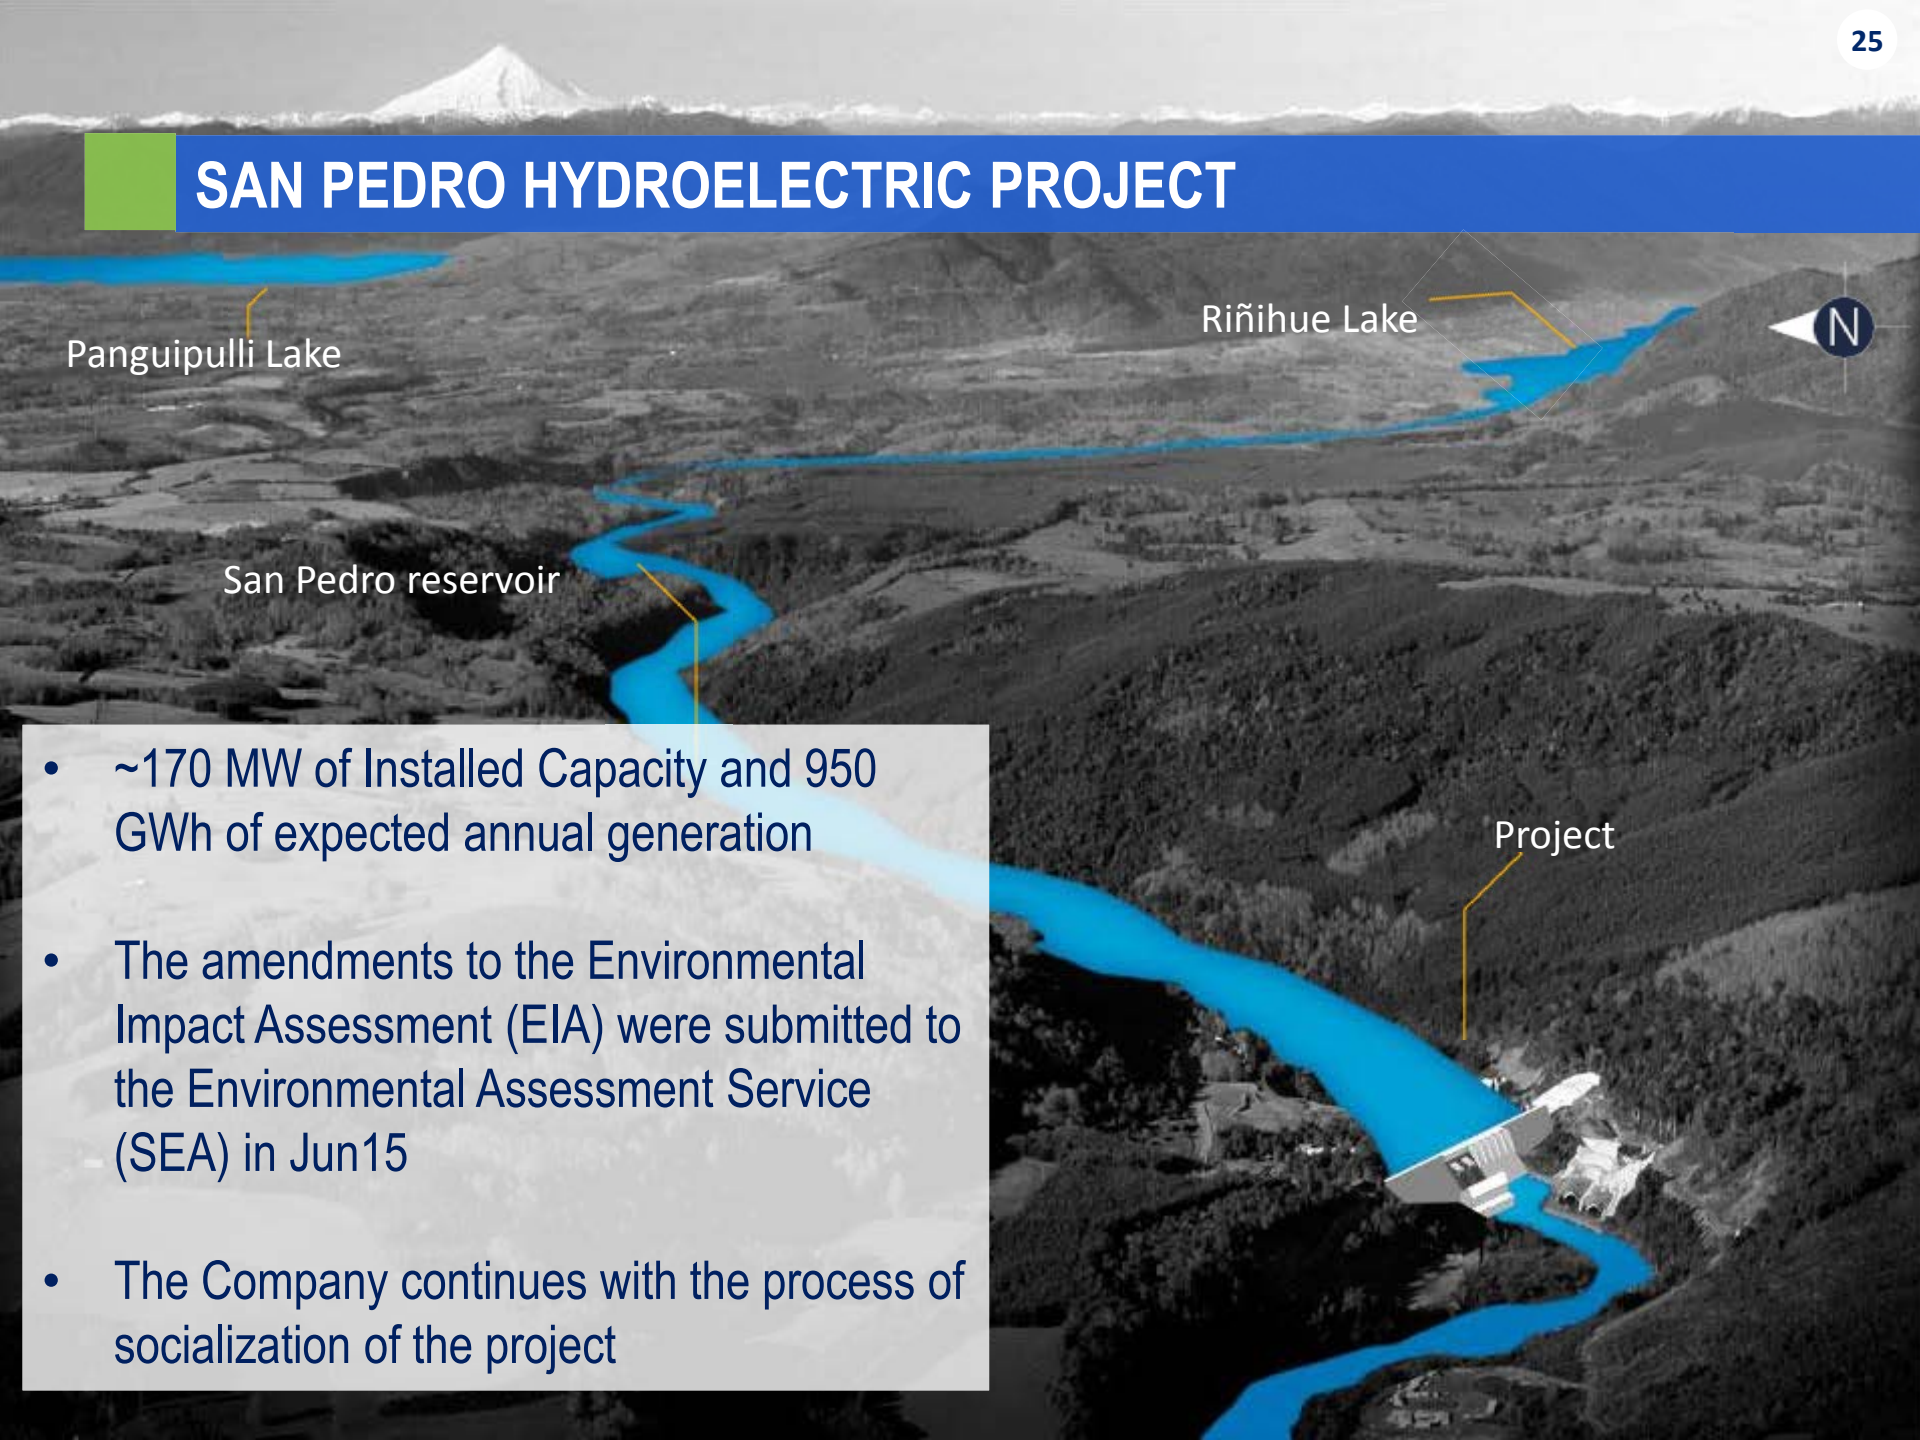 25
SAN PEDRO HYDROELECTRIC PROJECT
Riñihue Lake
N
Panguipulli Lake
San Pedro reservoir
• ~170 MW of Installed Capacity and 950
GWh of expected annual generation
Project
• The amendments to the Environmental
Impact Assessment (EIA) were submitted to
the Environmental Assessment Service
(SEA) in Jun15
• The Company continues with the process of
socialization of the project